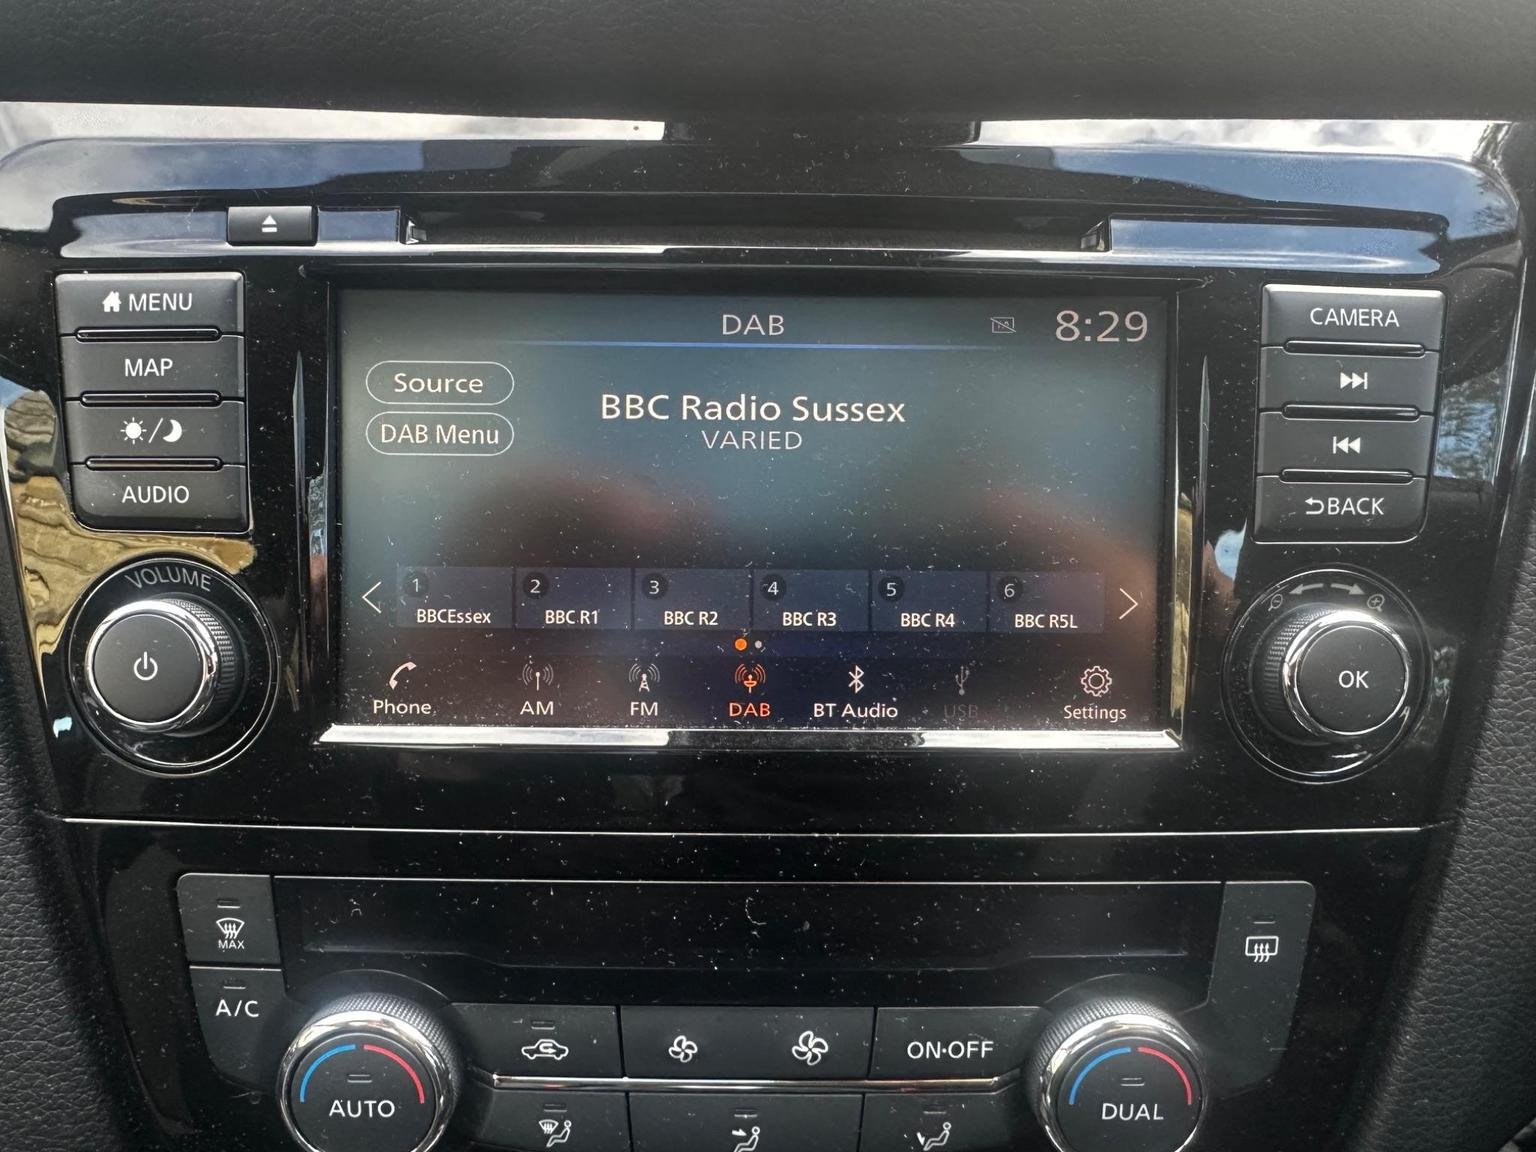 MENU
MAP
AUDIO
VOLUME
DAB
TA
8:29
Source
DAB Menu
BBC Radio Sussex
VARIED
1
BBCEssex
2
BBC R1
3
BBC R2
4
BBC R3
5
BBC R4
6
BBC R5L
Phone
AM
FM
DAB
BT Audio
USB
Settings
CAMERA
BACK
OK
MAX
A/C
AUTO
ON•OFF
DUAL